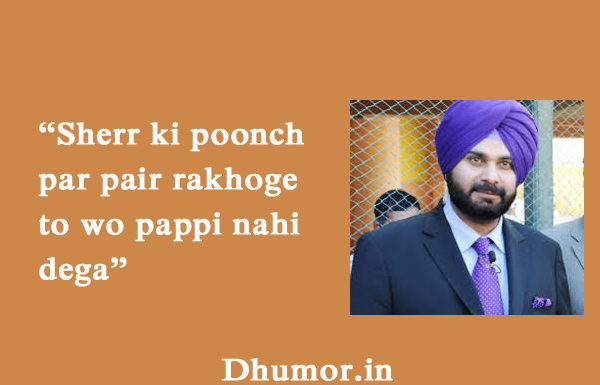 “Sherr ki poonch
par pair rakhoge
to wo pappi nahi
dega”
Dhumor.in